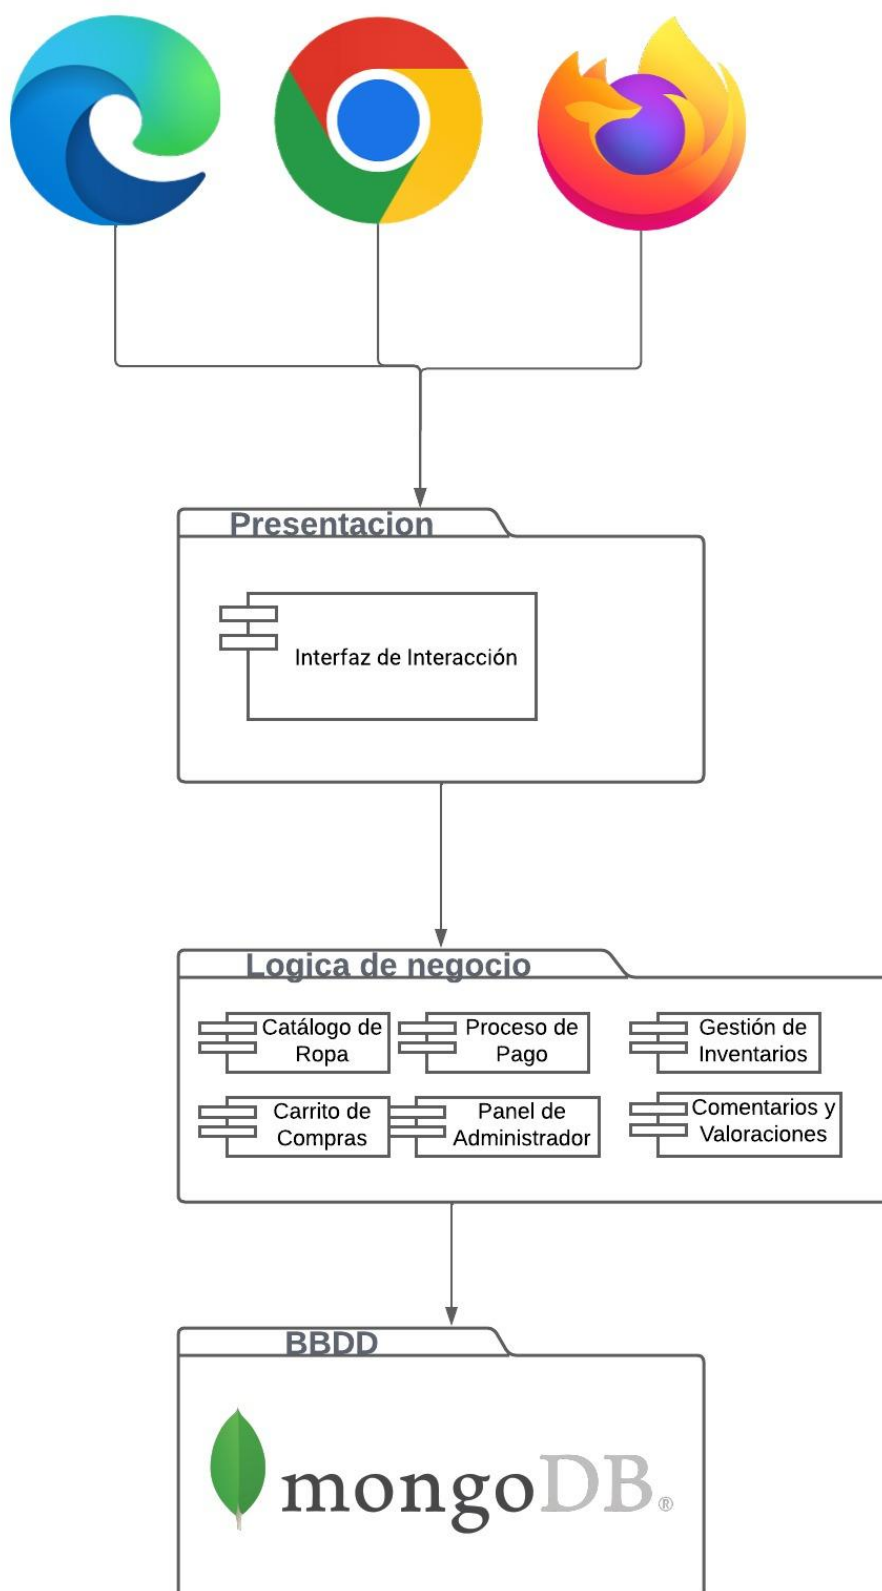 Presentacion
Interfaz de Interacción
Logica de negocio
Catálogo de
Ropa
Proceso de
Pago
Gestión de
Inventarios
Carrito de
Compras
Panel de
Administrador
Comentarios y
Valoraciones
BBDD
mongoDB®